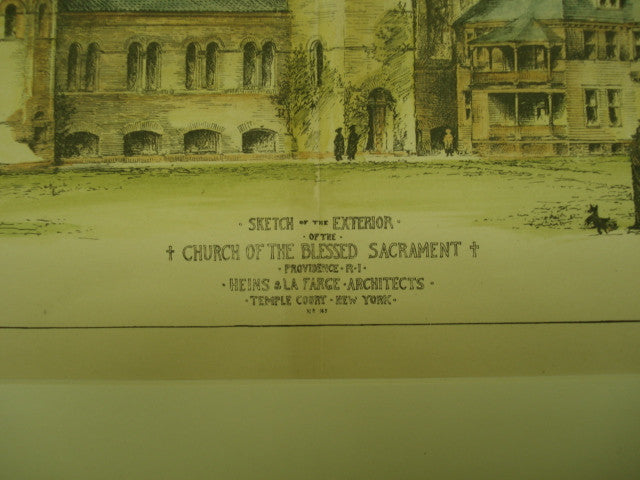 · SKETCH OF THE EXTERIOR ·
· OF THE ·
† CHURCH OF THE BLESSED SACRAMENT †
· PROVIDENCE · R · I ·
· HEINS & LA FARGE · ARCHITECTS ·
· TEMPLE COURT · NEW YORK ·